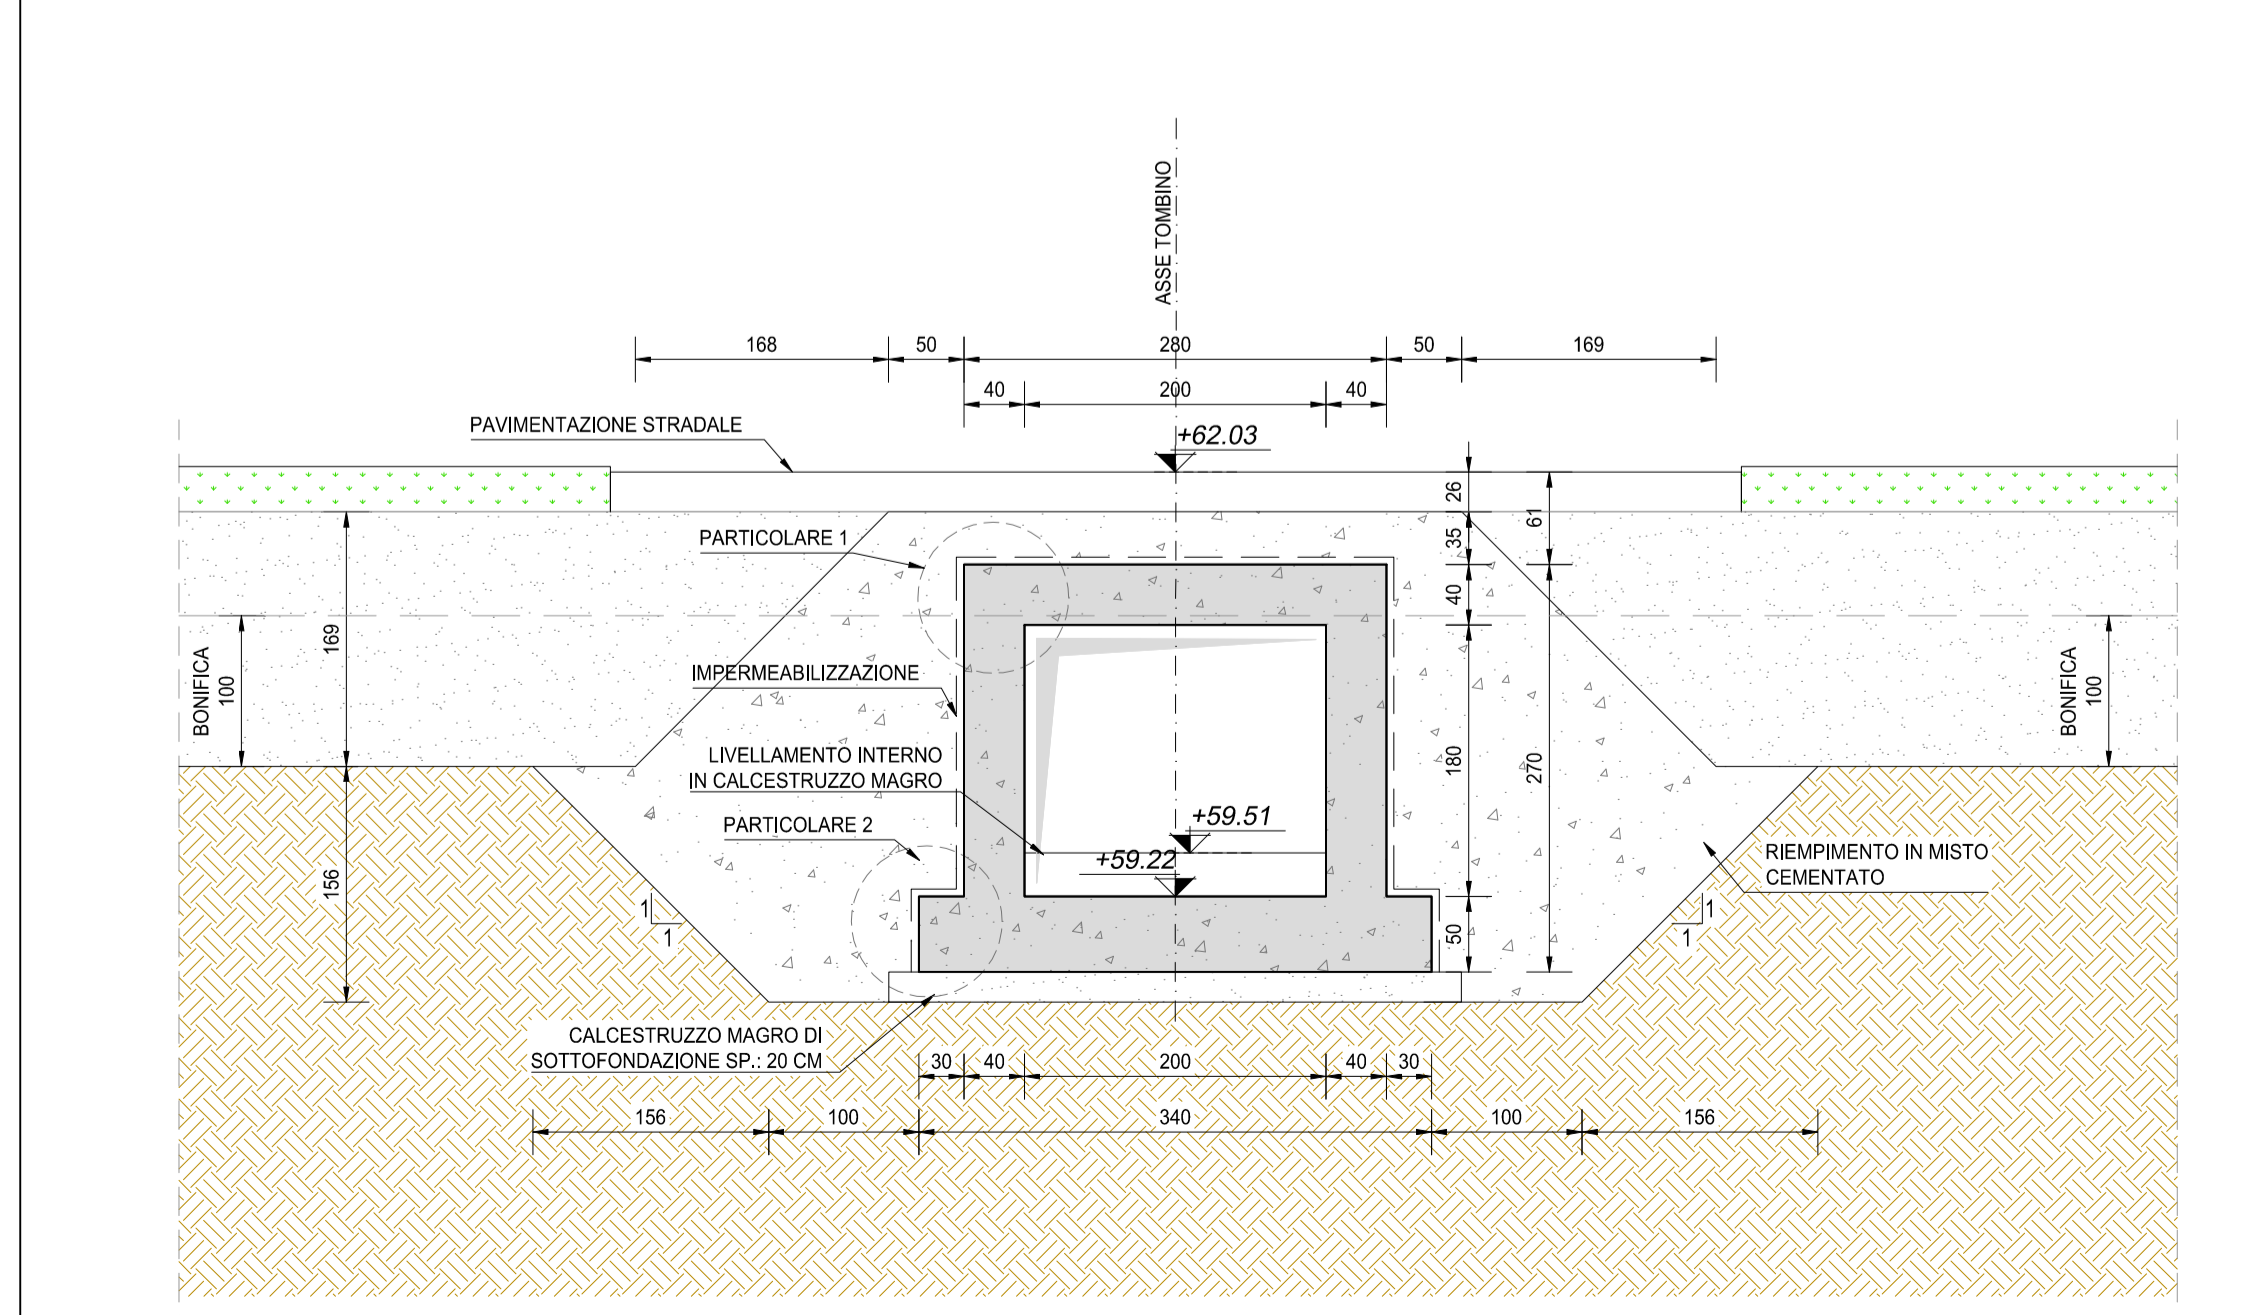 ASSE TOMBINO
168
50
280
50
169
40
200
40
PAVIMENTAZIONE STRADALE
+62.03
26
61
35
PARTICOLARE 1
40
169
BONIFICA
100
BONIFICA
100
IMPERMEABILIZZAZIONE
LIVELLAMENTO INTERNO
IN CALCESTRUZZO MAGRO
180
270
+59.51
PARTICOLARE 2
+59.22
RIEMPIMENTO IN MISTO
CEMENTATO
156
1
1
1
1
50
CALCESTRUZZO MAGRO DI
SOTTOFONDAZIONE SP.: 20 CM
30
40
200
40
30
156
100
340
100
156